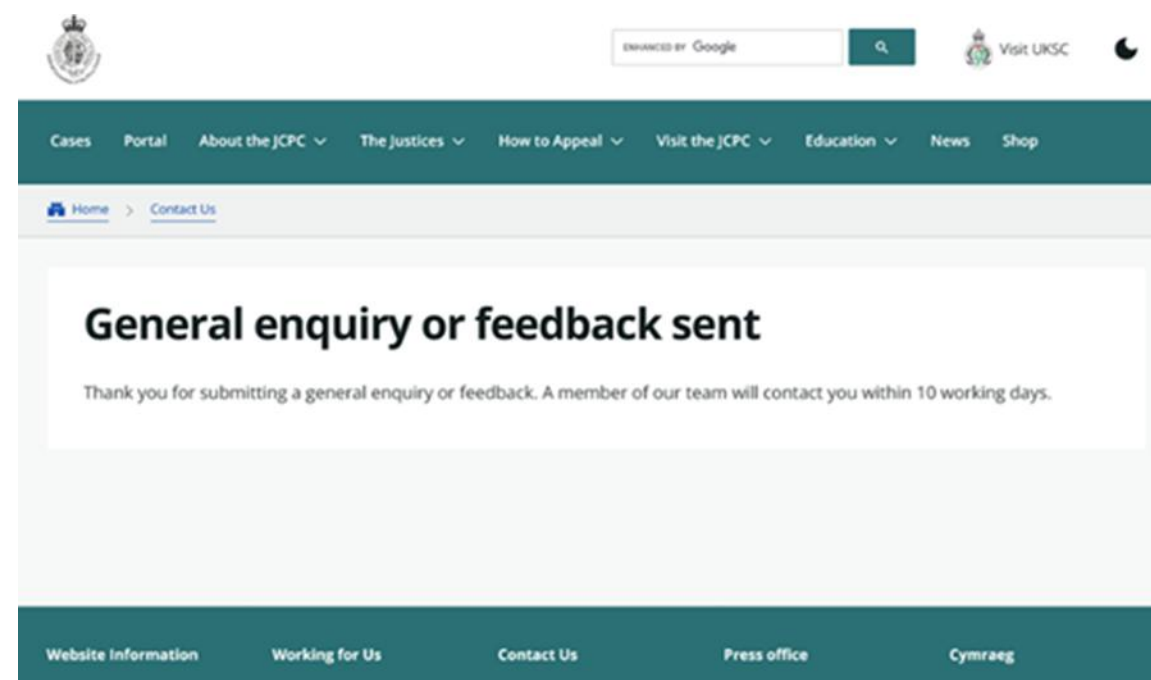 ENHANCED BY Google
Visit UKSC
Cases Portal About the JCPC The Justices How to Appeal Visit the JCPC Education News Shop
Home > Contact Us
General enquiry or feedback sent
Thank you for submitting a general enquiry or feedback. A member of our team will contact you within 10 working days.
Website Information Working for Us Contact Us Press office Cymraeg